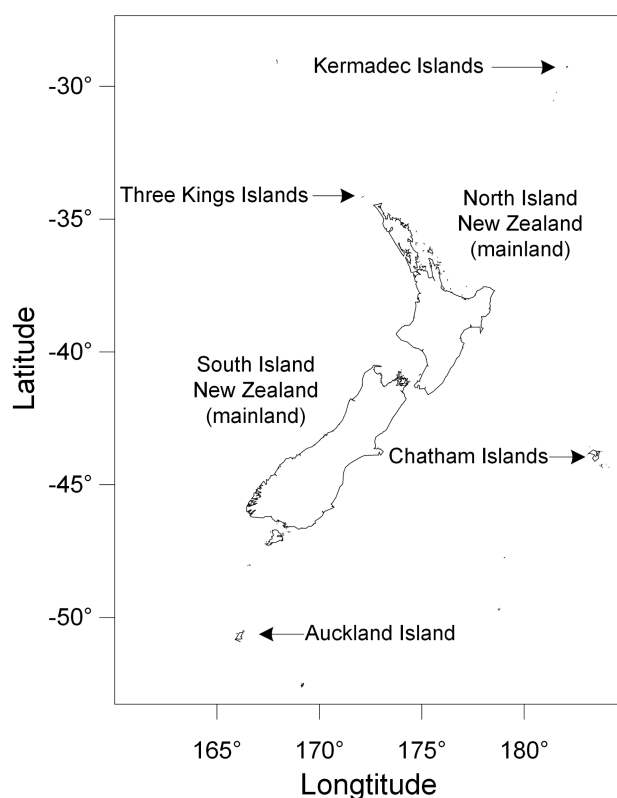 Kermadec Islands
-30°
Three Kings Islands
North Island
New Zealand
(mainland)
-35°
Latitude
-40°
South Island
New Zealand
(mainland)
Chatham Islands
-45°
-50°
Auckland Island
165° 170° 175° 180°
Longtitude